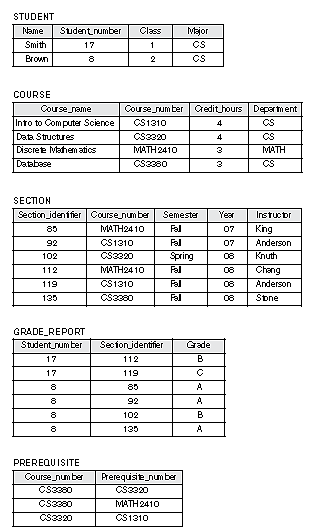 STUDENT
Name Student_number Class Major
Smith 17 1 CS
Brown 8 2 CS
COURSE
Course_name Course_number Credit_hours Department
Intro to Computer Science CS1310 4 CS
Data Structures CS3320 4 CS
Discrete Mathematics MATH2410 3 MATH
Database CS3380 3 CS
SECTION
Section_identifier Course_number Semester Year Instructor
85 MATH2410 Fall 07 King
92 CS1310 Fall 07 Anderson
102 CS3320 Spring 08 Knuth
112 MATH2410 Fall 08 Chang
119 CS1310 Fall 08 Anderson
135 CS3380 Fall 08 Stone
GRADE_REPORT
Student_number Section_identifier Grade
17 112 B
17 119 C
8 85 A
8 92 A
8 102 B
8 135 A
PREREQUISITE
Course_number Prerequisite_number
CS3380 CS3320
CS3380 MATH2410
CS3320 CS1310